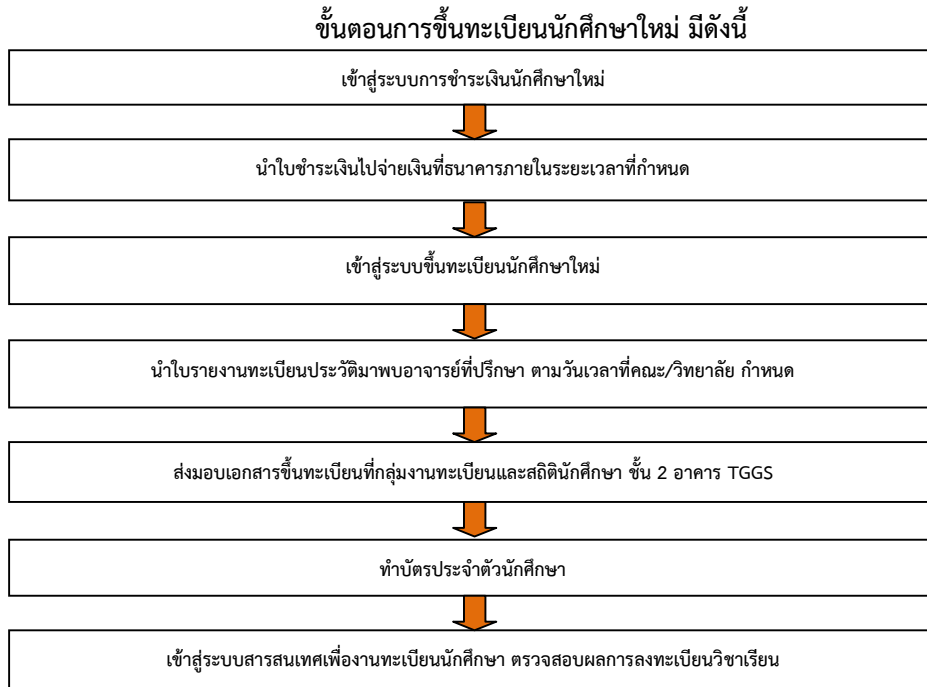 ขั้นตอนการขึ้นทะเบียนนักศึกษาใหม่ มีดังนี้
เข้าสู่ระบบการชำระเงินนักศึกษาใหม่
นำใบชำระเงินไปจ่ายเงินที่ธนาคารภายในระยะเวลาที่กำหนด
เข้าสู่ระบบขึ้นทะเบียนนักศึกษาใหม่
นำใบรายงานทะเบียนประวัติมาพบอาจารย์ที่ปรึกษา ตามวันเวลาที่คณะ/วิทยาลัย กำหนด
ส่งมอบเอกสารขึ้นทะเบียนที่กลุ่มงานทะเบียนและสถิตินักศึกษา ชั้น 2 อาคาร TGGS
ทำบัตรประจำตัวนักศึกษา
เข้าสู่ระบบสารสนเทศเพื่องานทะเบียนนักศึกษา ตรวจสอบผลการลงทะเบียนวิชาเรียน